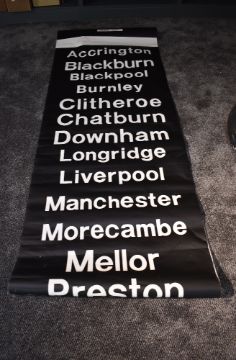 Accrington
Blackburn
Blackpool
Burnley
Clitheroe
Chatburn
Downham
Longridge
Liverpool
Manchester
Morecambe
Mellor
Preston